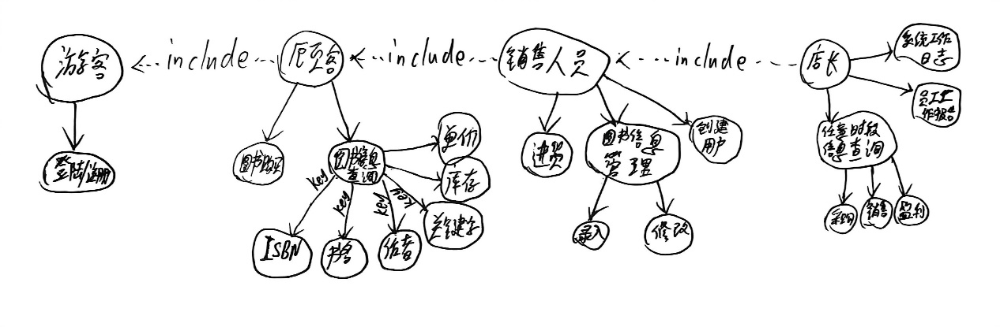 游客
include
顾客
include
销售人员
include
店长
系统工作
日志
员工工
作报告
登陆/注册
图书购买
图书信息
查询
单价
库存
key
key
key
key
ISBN
书名
作者
关键字
进货
图书信息
管理
创建
用户
录入
修改
任意时段
信息查询
采购
销售
盈利